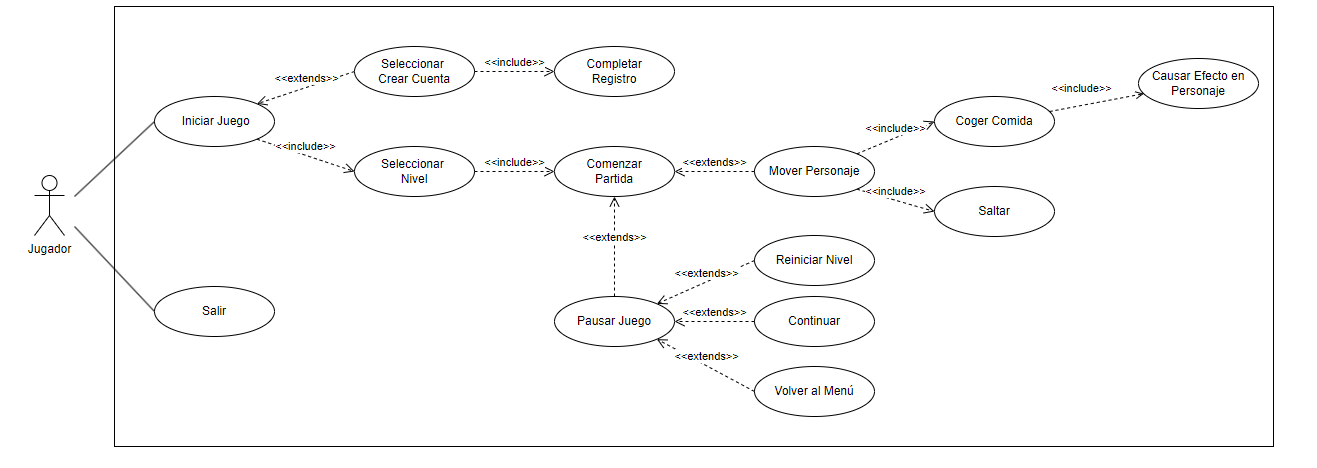 Seleccionar
Crear Cuenta
<<include>>
Completar
Registro
<<extends>>
Causar Efecto en
Personaje
<<include>>
Iniciar Juego
Coger Comida
<<include>>
<<include>>
Seleccionar
Nivel
<<include>>
Comenzar
Partida
<<extends>>
Mover Personaje
<<include>>
Saltar
Jugador
<<extends>>
Reiniciar Nivel
<<extends>>
Salir
Pausar Juego
<<extends>>
Continuar
<<extends>>
Volver al Menú